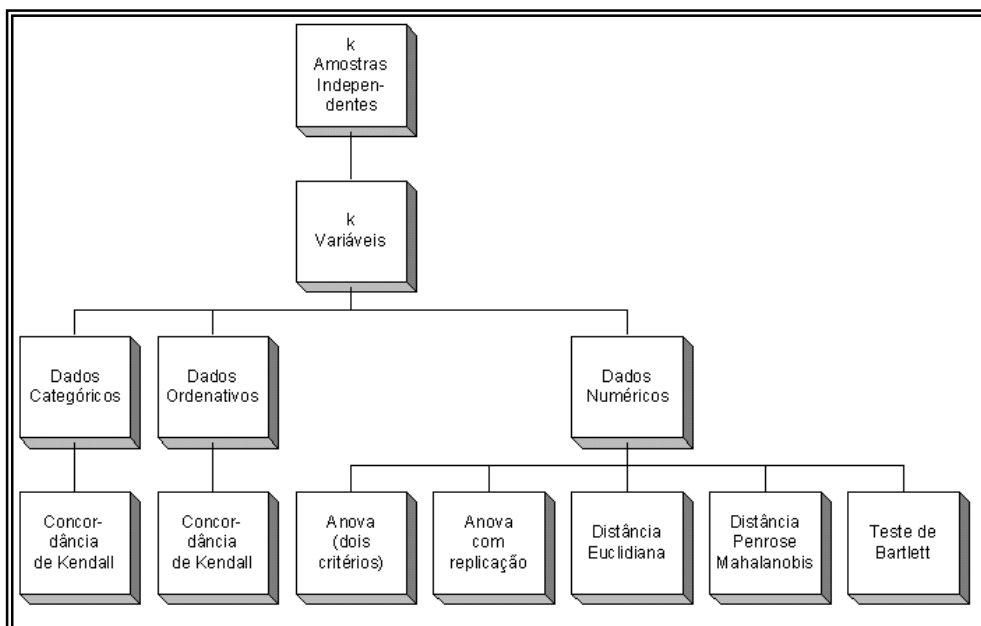 k
Amostras
Indepen-
dentes
k
Variáveis
Dados
Categóricos
Dados
Ordenativos
Dados
Numéricos
Concor-
dância
de Kendall
Concor-
dância
de Kendall
Anova
(dois
critérios)
Anova
com
replicação
Distância
Euclidiana
Distância
Penrose
Mahalanobis
Teste de
Bartlett